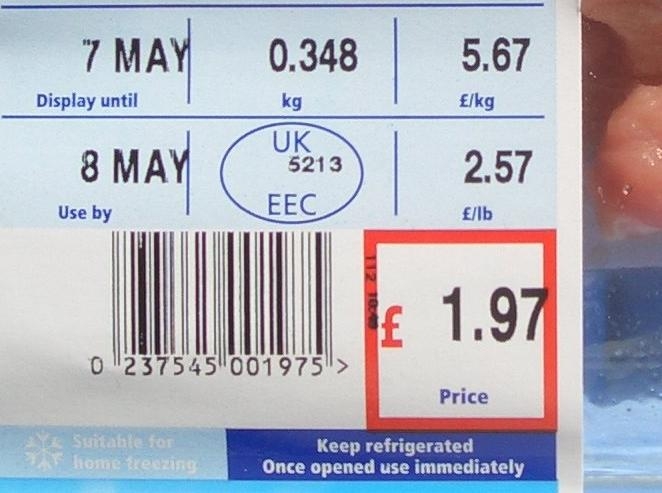 7 MAY 0.348 5.67
Display until kg £/kg
8 MAY UK 5213 EEC 2.57
Use by £/lb
£ 1.97
Price
0 237545 001975 >
Suitable for
home freezing
Keep refrigerated
Once opened use immediately